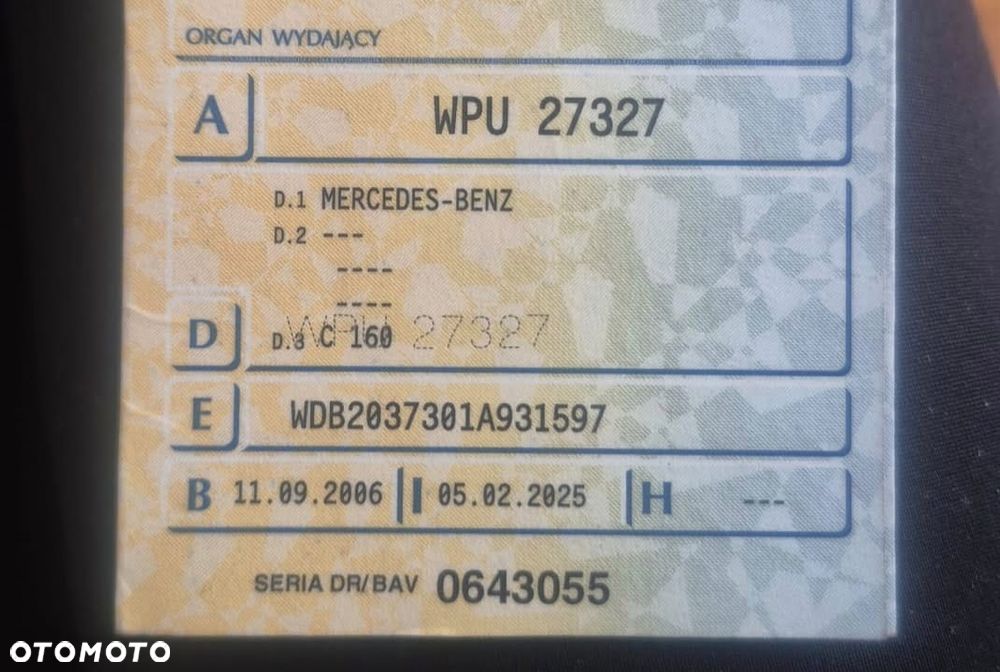 ORGAN WYDAJĄCY
A WPU 27327
D.1 MERCEDES-BENZ
D.2 ---
----
----
WPU 27327
D D.3 C 160
E WDB2037301A931597
B 11.09.2006 I 05.02.2025 H ---
SERIA DR/BAV 0643055
OTOMOTO